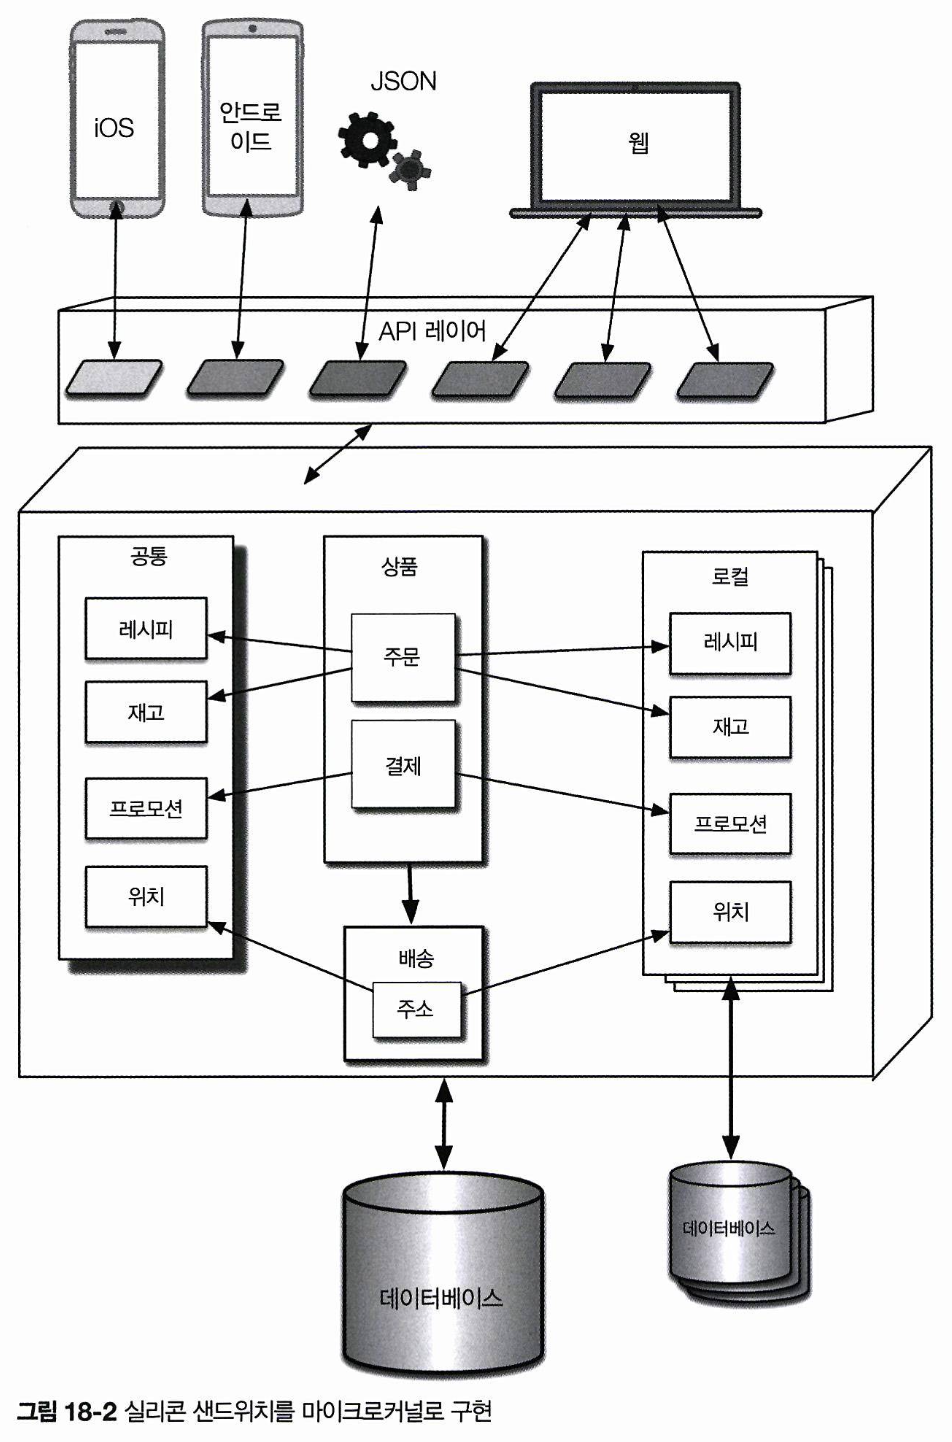 iOS
안드로
이드
JSON
웹
API 레이어
공통
레시피
재고
프로모션
위치
상품
주문
결제
배송
주소
로컬
레시피
재고
프로모션
위치
데이터베이스
데이터베이스
그림 18-2 실리콘 샌드위치를 마이크로커널로 구현